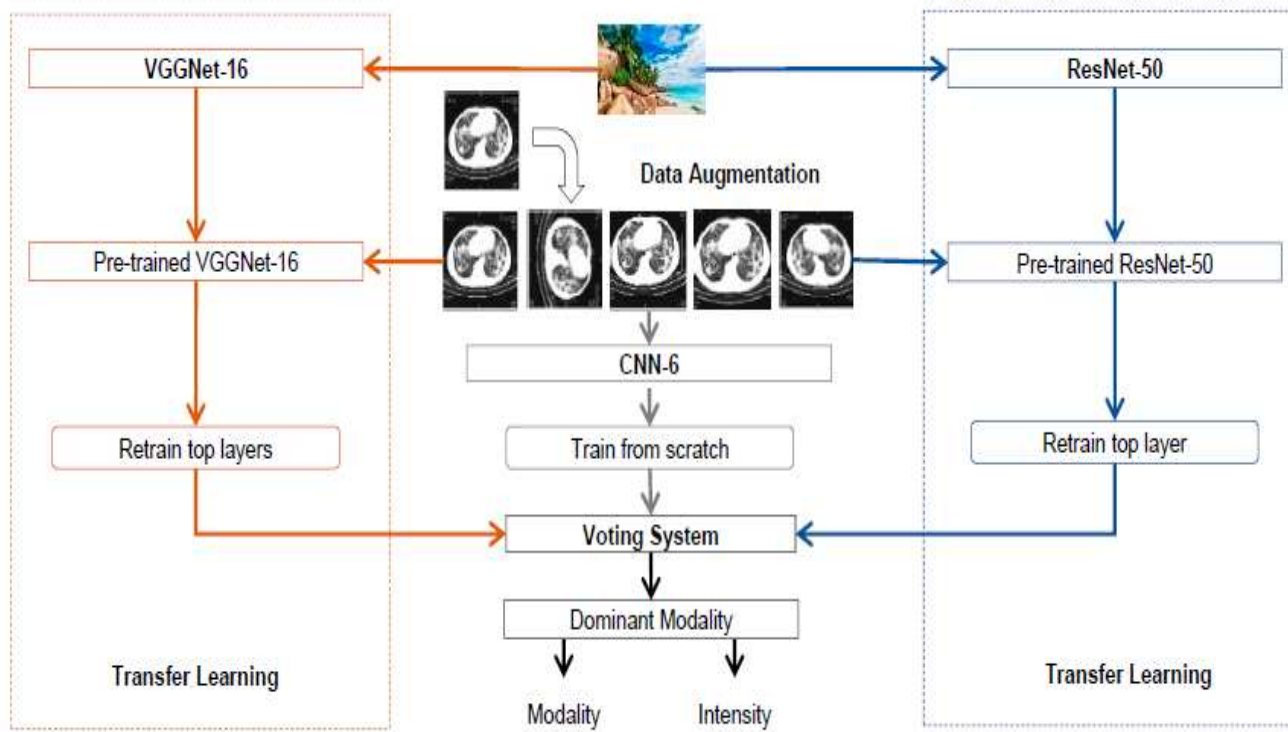 VGGNet-16
ResNet-50
Data Augmentation
Pre-trained VGGNet-16
Pre-trained ResNet-50
CNN-6
Retrain top layers
Train from scratch
Retrain top layer
Voting System
Dominant Modality
Transfer Learning
Transfer Learning
Modality
Intensity